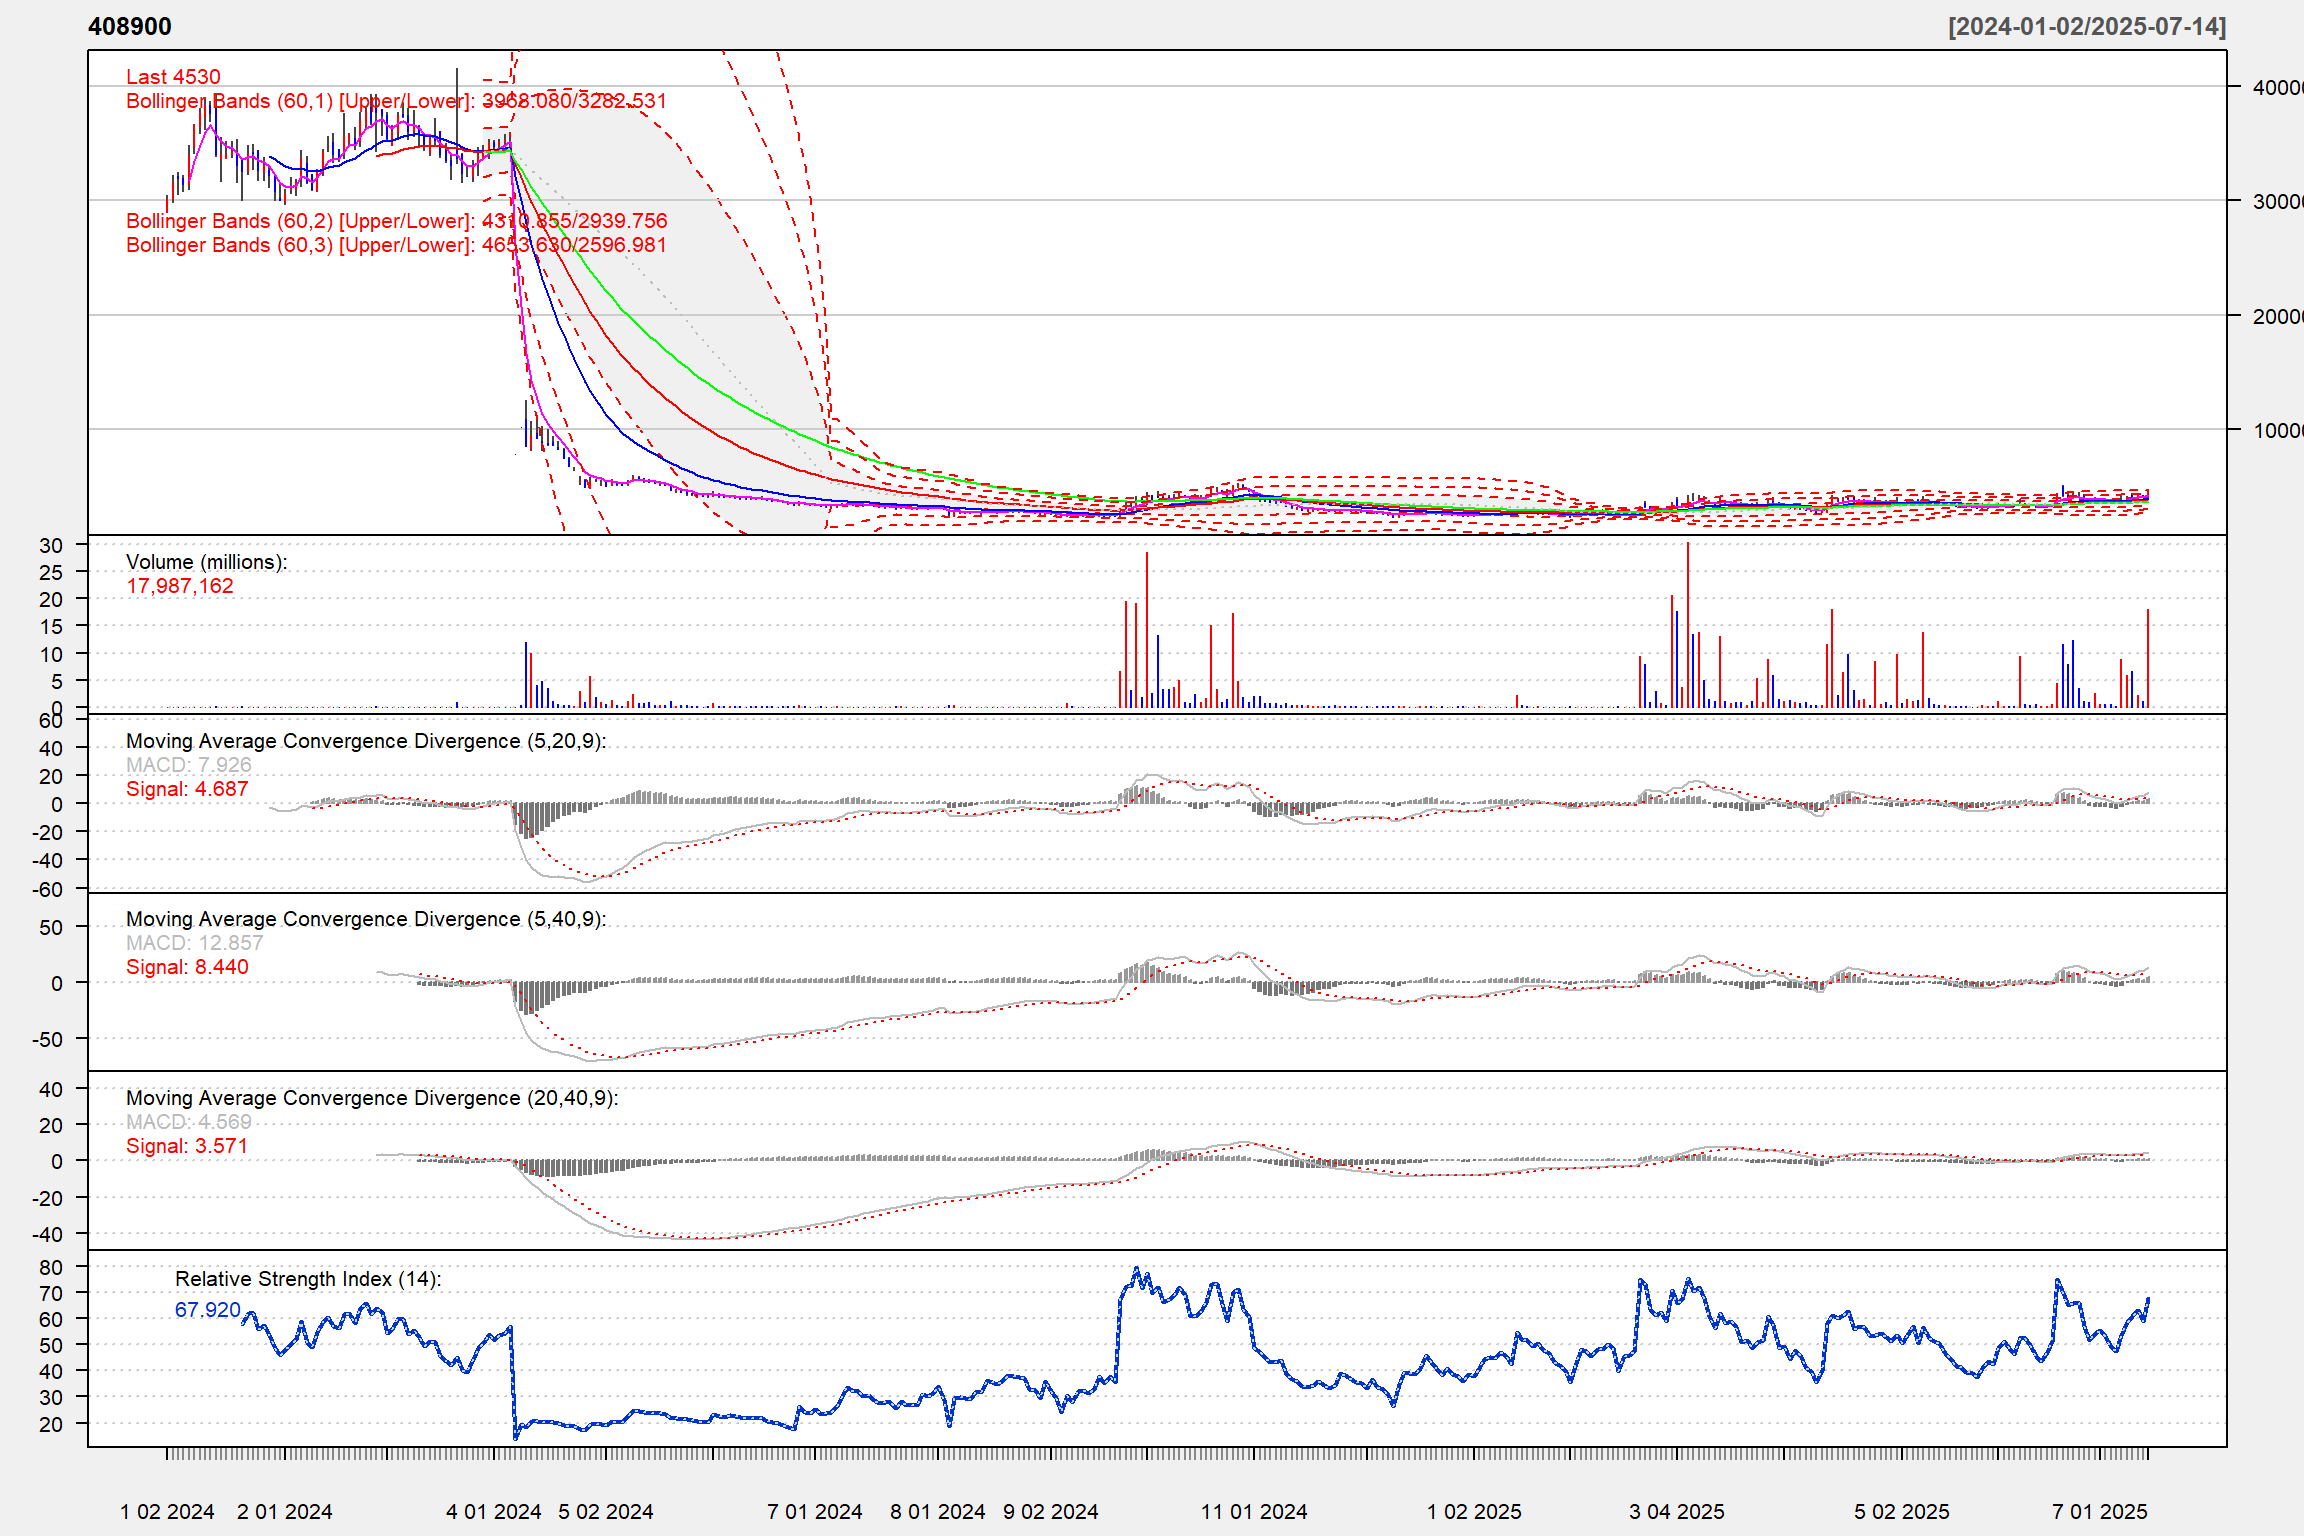 408900
[2024-01-02/2025-07-14]
Last 4530
Bollinger Bands (60,1) [Upper/Lower]: 3968.080/3282.531
Bollinger Bands (60,2) [Upper/Lower]: 4310.855/2939.756
Bollinger Bands (60,3) [Upper/Lower]: 4653.630/2596.981
40000
30000
20000
10000
Volume (millions):
17,987,162
30
25
20
15
10
5
0
Moving Average Convergence Divergence (5,20,9):
MACD: 7.926
Signal: 4.687
60
40
20
0
-20
-40
-60
Moving Average Convergence Divergence (5,40,9):
MACD: 12.857
Signal: 8.440
50
0
-50
Moving Average Convergence Divergence (20,40,9):
MACD: 4.569
Signal: 3.571
40
20
0
-20
-40
Relative Strength Index (14):
67.920
80
70
60
50
40
30
20
1 02 2024 2 01 2024 4 01 2024 5 02 2024 7 01 2024 8 01 2024 9 02 2024 11 01 2024 1 02 2025 3 04 2025 5 02 2025 7 01 2025